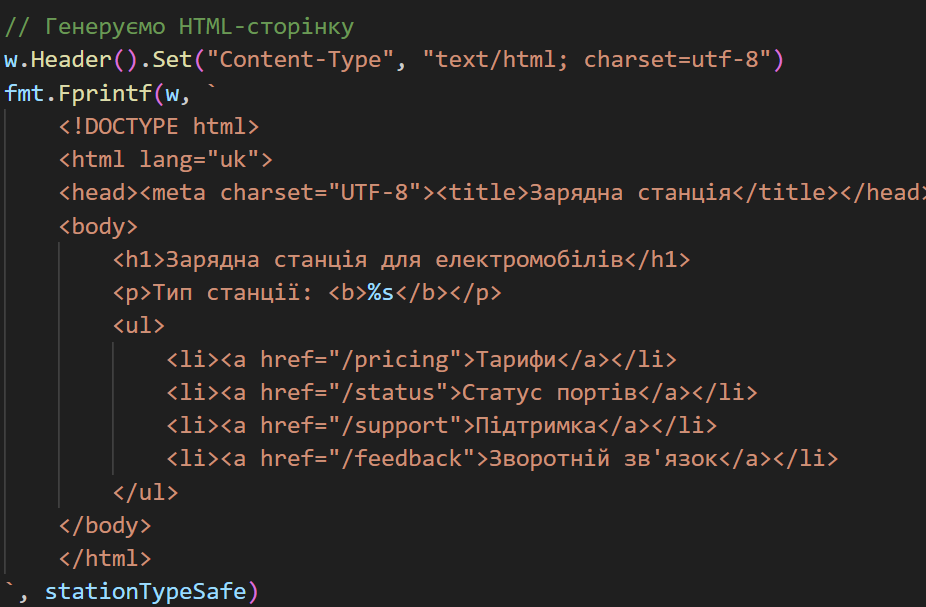 // Генеруємо HTML-сторінку
w.Header().Set("Content-Type", "text/html; charset=utf-8")
fmt.Fprintf(w, `
<!DOCTYPE html>
<html lang="uk">
<head><meta charset="UTF-8"><title>Зарядна станція</title></head>
<body>
<h1>Зарядна станція для електромобілів</h1>
<p>Тип станції: <b>%s</b></p>
<ul>
<li><a href="/pricing">Тарифи</a></li>
<li><a href="/status">Статус портів</a></li>
<li><a href="/support">Підтримка</a></li>
<li><a href="/feedback">Зворотній зв'язок</a></li>
</ul>
</body>
</html>
`, stationTypeSafe)